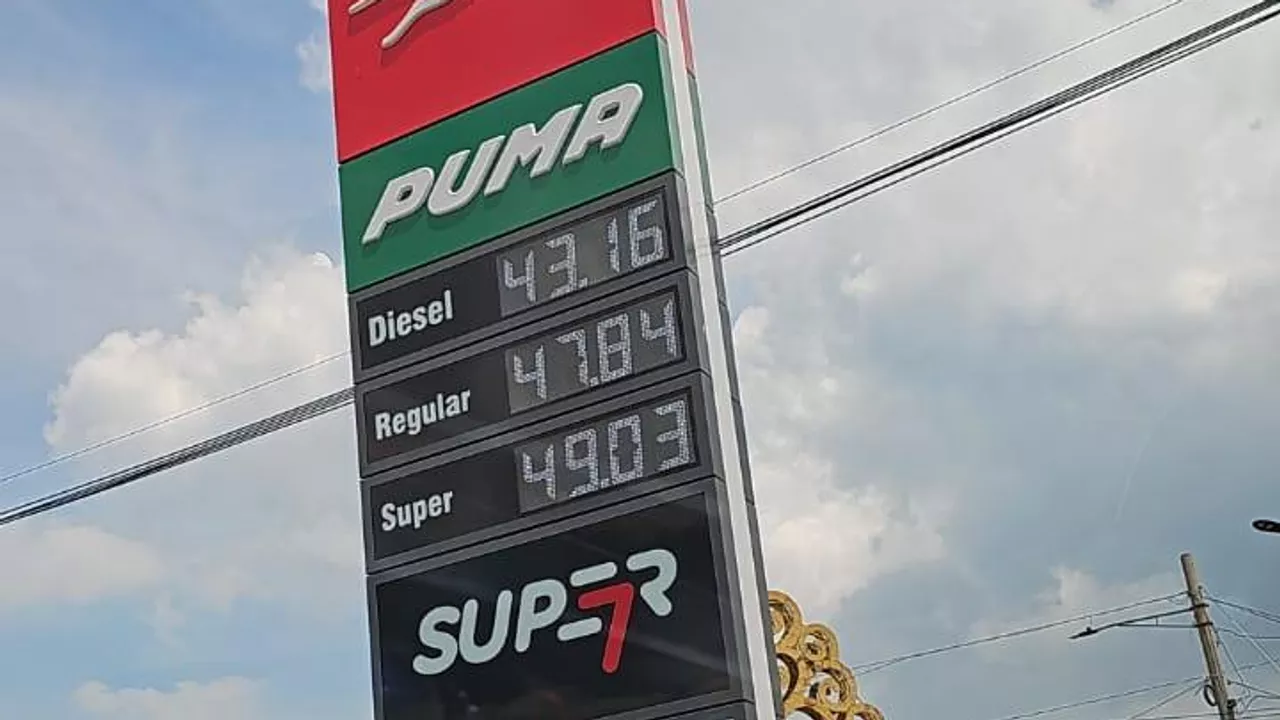 PUMA
Diesel 43.16
Regular 47.84
Super 49.03
SUPER7